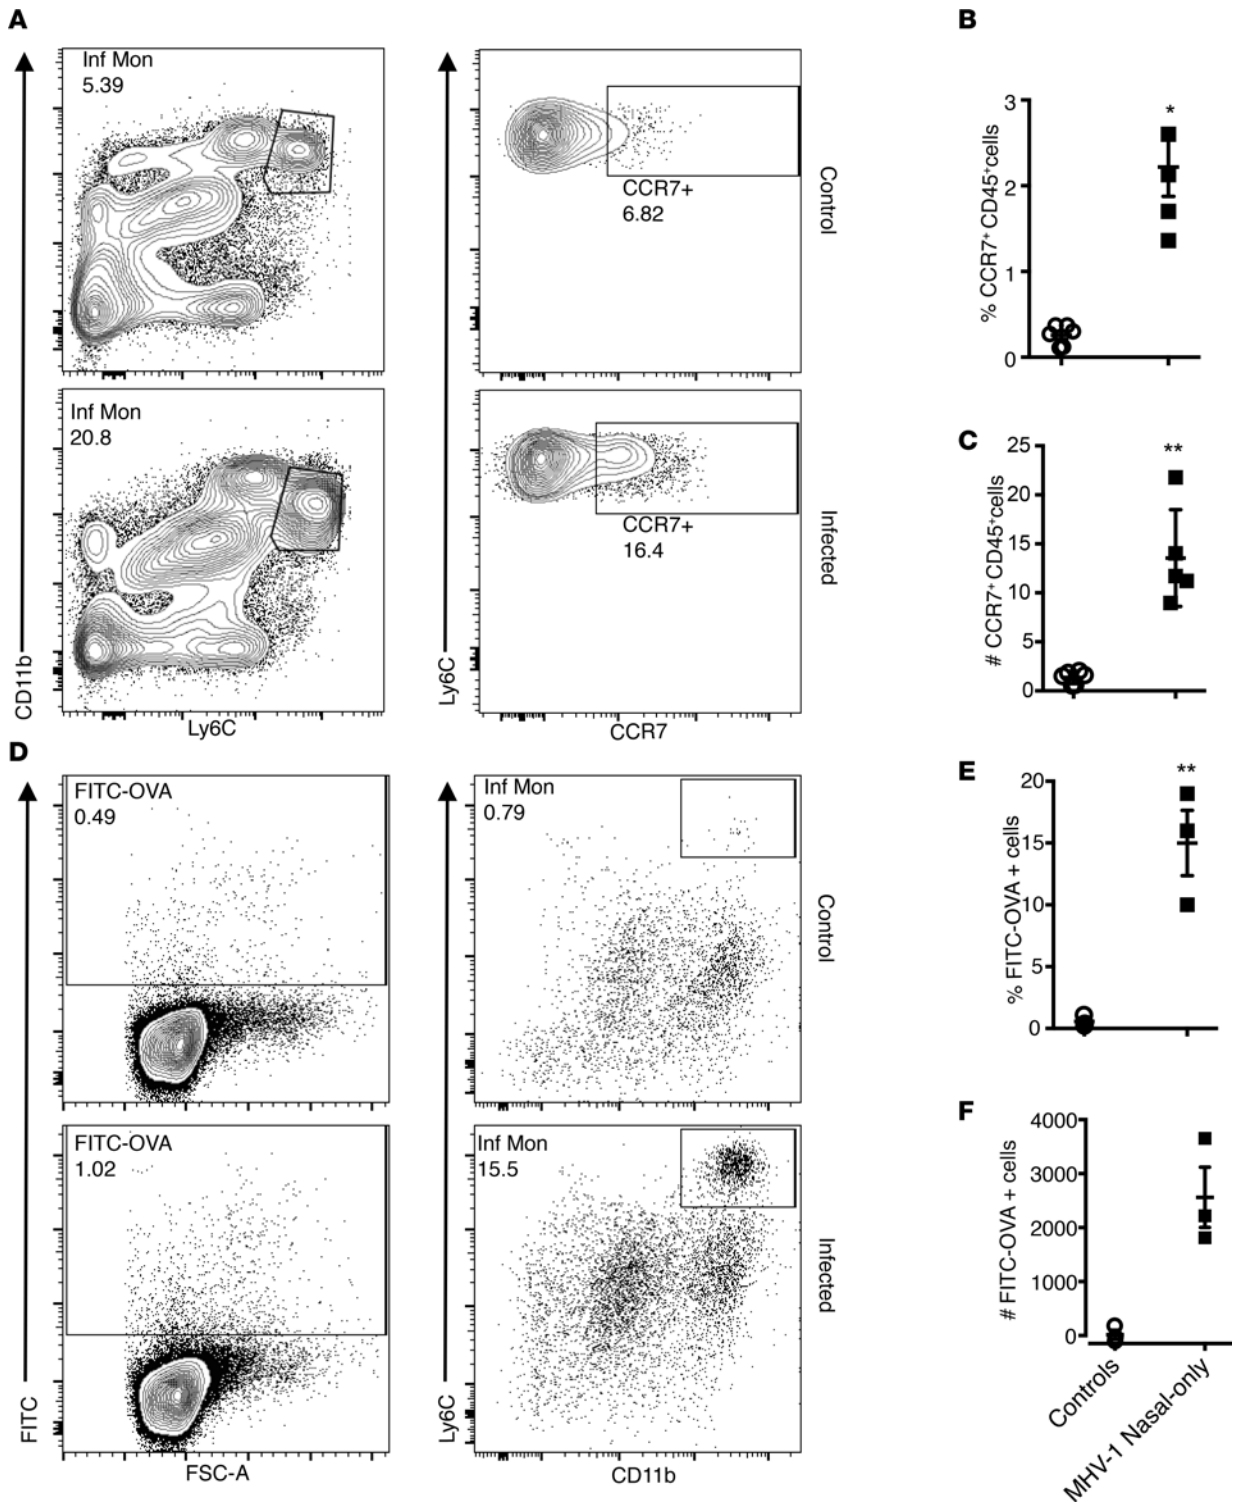 A
Inf Mon
5.39
CCR7+
6.82
Control
Inf Mon
20.8
CCR7+
16.4
Infected
CD11b
Ly6C
Ly6C
CCR7
B
% CCR7+ CD45+cells
3
2
1
0
*
C
# CCR7+ CD45+cells
25
20
15
10
5
0
**
D
FITC-OVA
0.49
Inf Mon
0.79
Control
FITC-OVA
1.02
Inf Mon
15.5
Infected
FITC
FSC-A
Ly6C
CD11b
E
% FITC-OVA + cells
20
15
10
5
0
**
F
# FITC-OVA + cells
4000
3000
2000
1000
0
Controls
MHV-1 Nasal-only